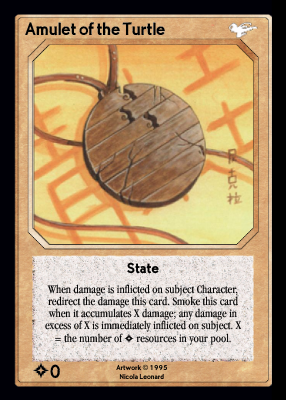 Amulet of the Turtle
State
When damage is inflicted on subject Character,
redirect the damage this card. Smoke this card
when it accumulates X damage; any damage in
excess of X is immediately inflicted on subject. X
= the number of resources in your pool.
0
Artwork © 1995
Nicola Leonard